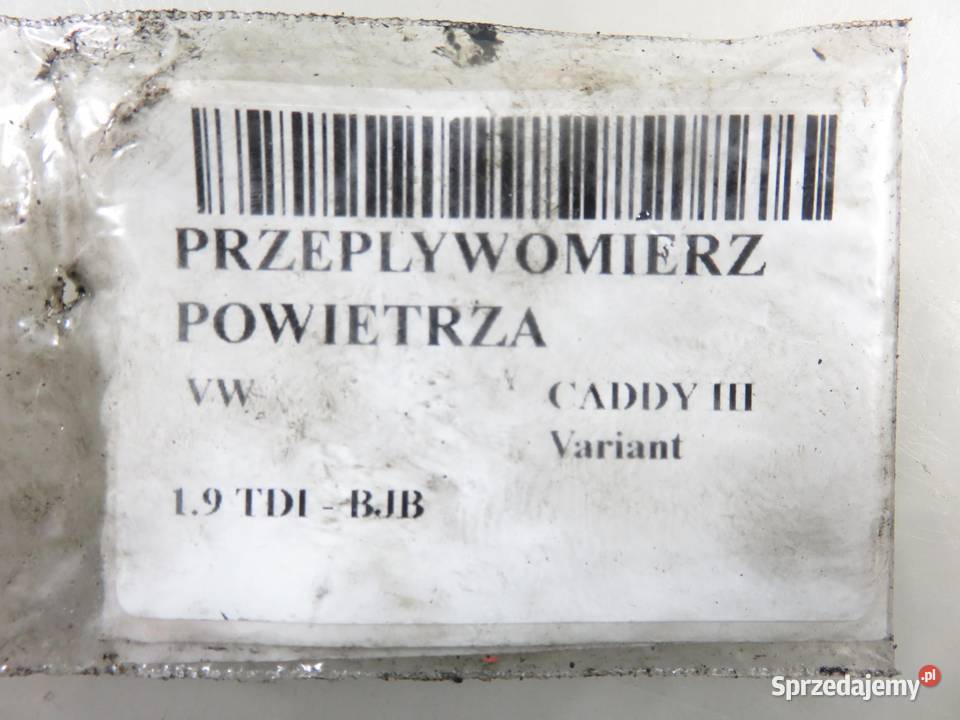 PRZEPLYWOMIERZ
POWIETRZA
VW CADDY III
Variant
1.9 TDI - BJB
Sprzedajemy.pl